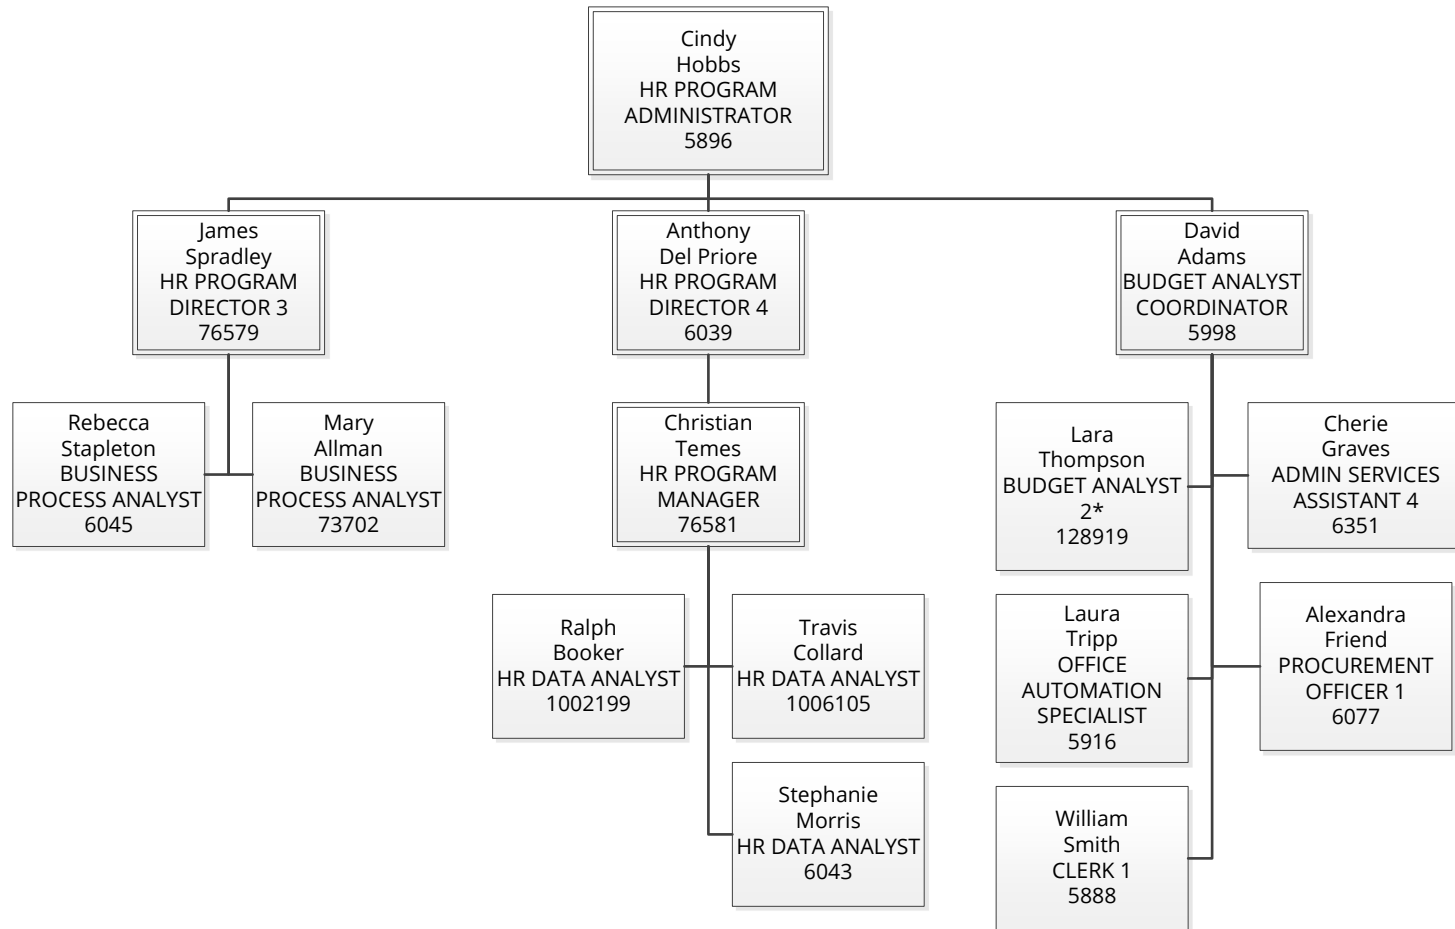 Cindy
Hobbs
HR PROGRAM
ADMINISTRATOR
5896
James
Spradley
HR PROGRAM
DIRECTOR 3
76579
Anthony
Del Priore
HR PROGRAM
DIRECTOR 4
6039
David
Adams
BUDGET ANALYST
COORDINATOR
5998
Rebecca
Stapleton
BUSINESS
PROCESS ANALYST
6045
Mary
Allman
BUSINESS
PROCESS ANALYST
73702
Christian
Temes
HR PROGRAM
MANAGER
76581
Lara
Thompson
BUDGET ANALYST
2*
128919
Cherie
Graves
ADMIN SERVICES
ASSISTANT 4
6351
Ralph
Booker
HR DATA ANALYST
1002199
Travis
Collard
HR DATA ANALYST
1006105
Laura
Tripp
OFFICE
AUTOMATION
SPECIALIST
5916
Alexandra
Friend
PROCUREMENT
OFFICER 1
6077
Stephanie
Morris
HR DATA ANALYST
6043
William
Smith
CLERK 1
5888